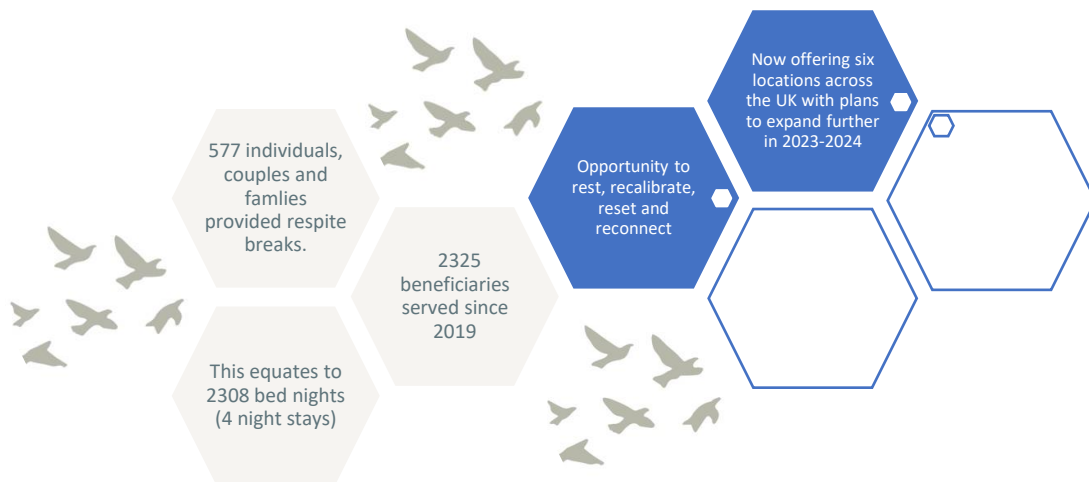 577 individuals,
couples and
famlies
provided respite
breaks.
This equates to
2308 bed nights
(4 night stays)
2325
beneficiaries
served since
2019
Opportunity to
rest, recalibrate,
reset and
reconnect
Now offering six
locations across
the UK with plans
to expand further
in 2023-2024